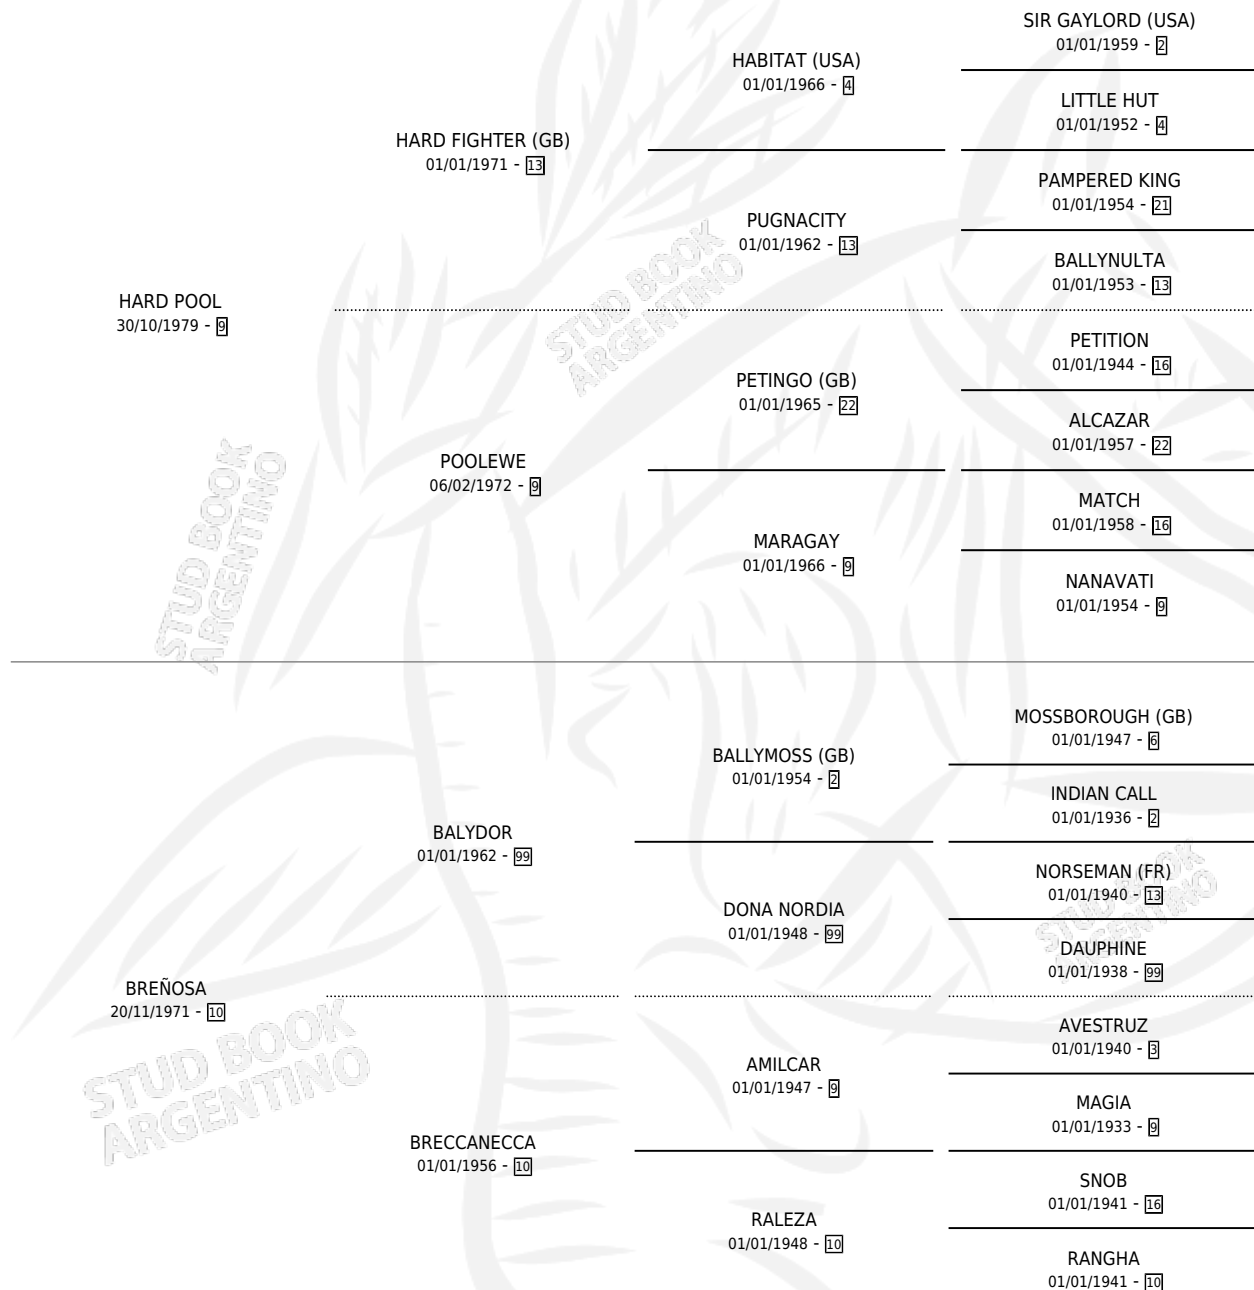 SIR GAYLORD (USA)
01/01/1959 - 2
HABITAT (USA)
01/01/1966 - 4
LITTLE HUT
01/01/1952 - 4
HARD FIGHTER (GB)
01/01/1971 - 13
PAMPERED KING
01/01/1954 - 21
PUGNACITY
01/01/1962 - 13
BALLYNULTA
01/01/1953 - 13
HARD POOL
30/10/1979 - 9
PETITION
01/01/1944 - 16
PETINGO (GB)
01/01/1965 - 22
ALCAZAR
01/01/1957 - 22
POOLEWE
06/02/1972 - 9
MATCH
01/01/1958 - 16
MARAGAY
01/01/1966 - 9
NANAVATI
01/01/1954 - 9
MOSSBOROUGH (GB)
01/01/1947 - 6
BALLYMOSS (GB)
01/01/1954 - 2
INDIAN CALL
01/01/1936 - 2
BALYDOR
01/01/1962 - 99
NORSEMAN (FR)
01/01/1940 - 13
DONA NORDIA
01/01/1948 - 99
DAUPHINE
01/01/1938 - 99
BREÑOSA
20/11/1971 - 10
AVESTRUZ
01/01/1940 - 3
AMILCAR
01/01/1947 - 9
MAGIA
01/01/1933 - 9
BRECCANECCA
01/01/1956 - 10
SNOB
01/01/1941 - 16
RALEZA
01/01/1948 - 10
RANGHA
01/01/1941 - 10
STUD BOOK
ARGENTINO
STUD BOOK
ARGENTINO
STUD BOOK
ARGENTINO
STUD BOOK
ARGENTINO